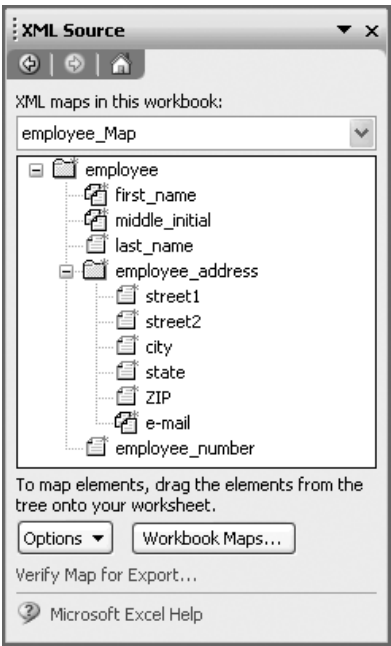 XML Source
XML maps in this workbook:
employee_Map
employee
first_name
middle_initial
last_name
employee_address
street1
street2
city
state
ZIP
e-mail
employee_number
To map elements, drag the elements from the
tree onto your worksheet.
Options
Workbook Maps...
Verify Map for Export...
Microsoft Excel Help